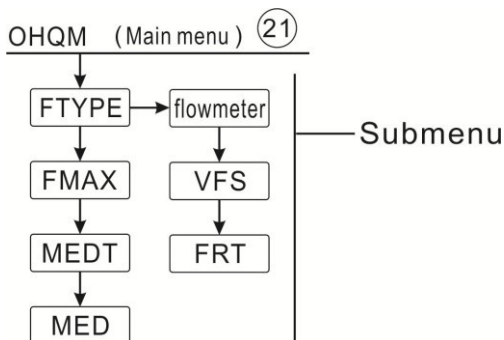 OHQM (Main menu) 21
FTYPE flowmeter
Submenu
FMAX VFS
MEDT FRT
MED